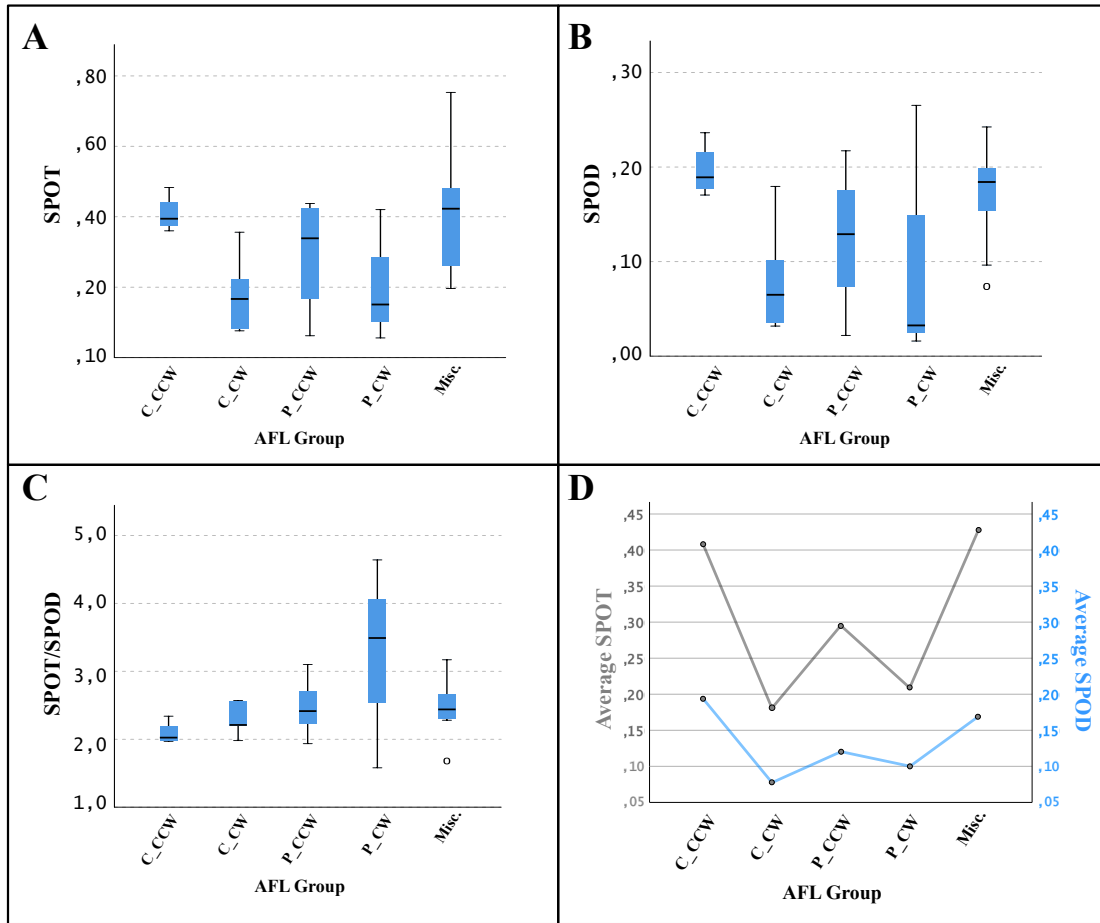 A
SPOT
,80
,60
,40
,20
,10
C_CCW
C_CW
P_CCW
P_CW
Misc.
AFL Group
B
SPOD
,30
,20
,10
,00
C_CCW
C_CW
P_CCW
P_CW
Misc.
AFL Group
C
SPOT/SPOD
5,0
4,0
3,0
2,0
1,0
C_CCW
C_CW
P_CCW
P_CW
Misc.
AFL Group
D
Average SPOT
,45
,40
,35
,30
,25
,20
,15
,10
,05
,45
,40
,35
,30
,25
,20
,15
,10
,05
Average SPOD
C_CCW
C_CW
P_CCW
P_CW
Misc.
AFL Group